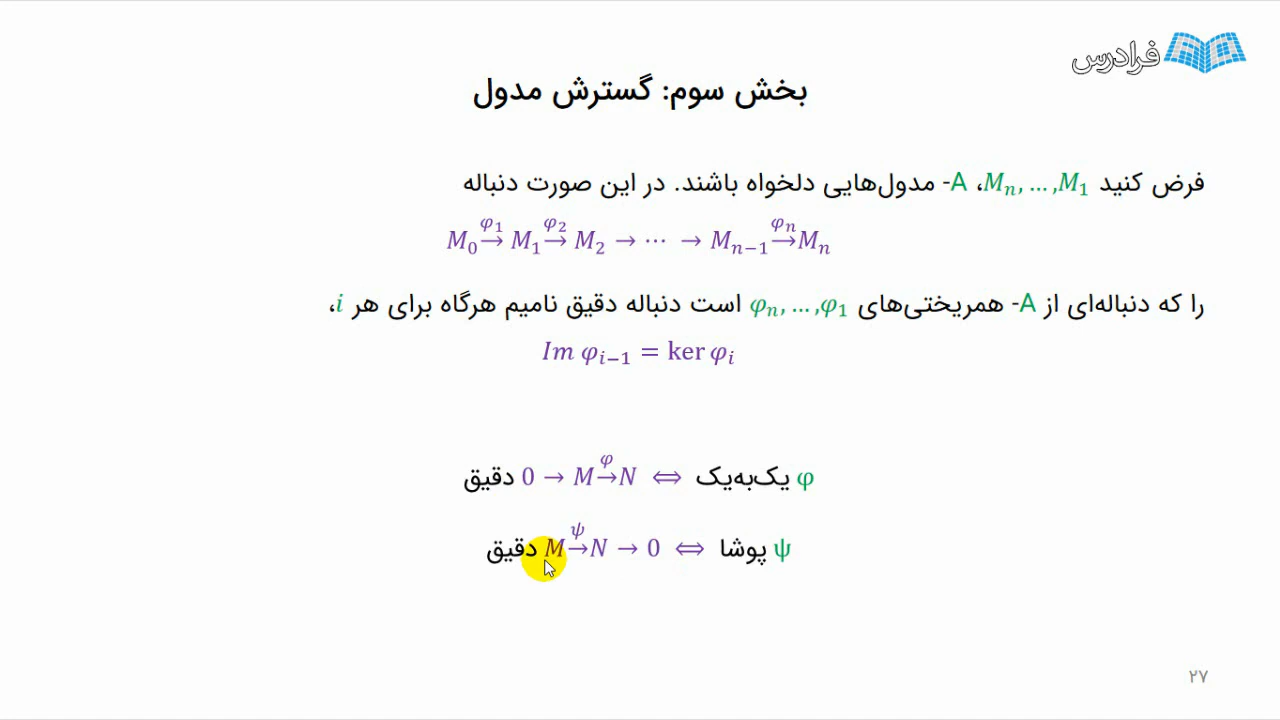 فرادرس
بخش سوم: گسترش مدول
فرض کنید M₁,…,Mₙ، A- مدول‌هایی دلخواه باشند. در این صورت دنباله
M₀ →^φ₁ M₁ →^φ₂ M₂ → ⋯ → Mₙ₋₁ →^φₙ Mₙ
را که دنباله‌ای از A- همریختی‌های φ₁,…,φₙ است دنباله دقیق نامیم هرگاه برای هر i،
Im φᵢ₋₁ = ker φᵢ
φ یک‌به‌یک ⟺ 0 → M →^φ N دقیق
ψ پوشا ⟺ M →^ψ N → 0 دقیق
۲۷